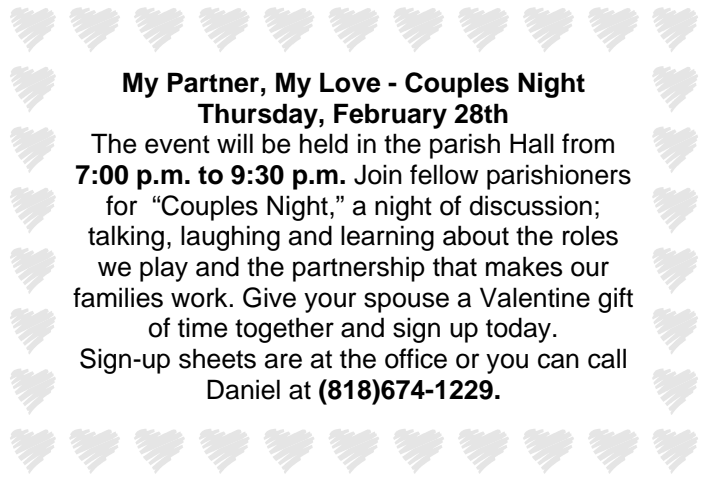 My Partner, My Love - Couples Night
Thursday, February 28th
The event will be held in the parish Hall from
7:00 p.m. to 9:30 p.m. Join fellow parishioners
for “Couples Night,” a night of discussion;
talking, laughing and learning about the roles
we play and the partnership that makes our
families work. Give your spouse a Valentine gift
of time together and sign up today.
Sign-up sheets are at the office or you can call
Daniel at (818)674-1229.